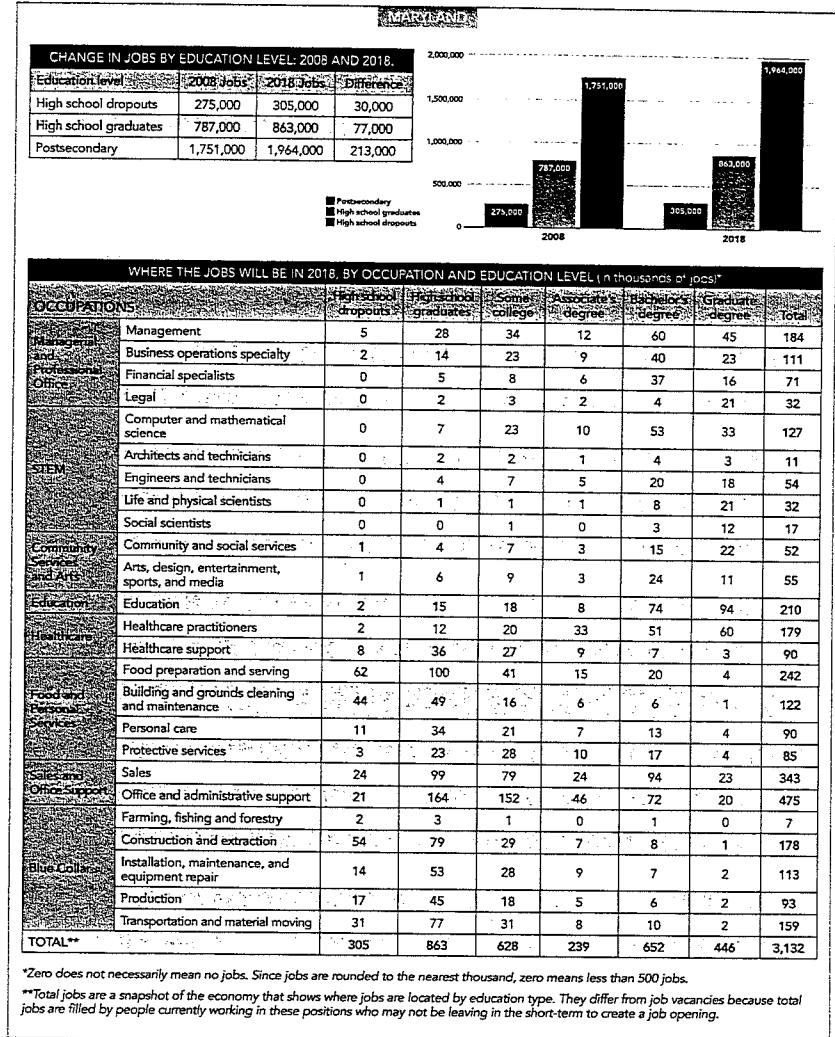 MARYLAND
CHANGE IN JOBS BY EDUCATION LEVEL: 2008 AND 2018.
Education level 2008 Jobs 2018 Jobs Difference
High school dropouts 275,000 305,000 30,000
High school graduates 787,000 863,000 77,000
Postsecondary 1,751,000 1,964,000 213,000
2,000,000
1,500,000
1,000,000
500,000
0
275,000 787,000 1,751,000 305,000 863,000 1,964,000
2008 2018
Postsecondary
High school graduates
High school dropouts
WHERE THE JOBS WILL BE IN 2018, BY OCCUPATION AND EDUCATION LEVEL (in thousands of jobs)*
OCCUPATIONS High school dropouts High school graduates Some college Associate's degree Bachelor's degree Graduate degree Total
Managerial and Professional Office
Management 5 28 34 12 60 45 184
Business operations specialty 2 14 23 9 40 23 111
Financial specialists 0 5 8 6 37 16 71
Legal 0 2 3 2 4 21 32
STEM
Computer and mathematical science 0 7 23 10 53 33 127
Architects and technicians 0 2 2 1 4 3 11
Engineers and technicians 0 4 7 5 20 18 54
Life and physical scientists 0 1 1 1 8 21 32
Social scientists 0 0 1 0 3 12 17
Community Services and Arts
Community and social services 1 4 7 3 15 22 52
Arts, design, entertainment, sports, and media 1 6 9 3 24 11 55
Education
Education 2 15 18 8 74 94 210
Healthcare
Healthcare practitioners 2 12 20 33 51 60 179
Healthcare support 8 36 27 9 7 3 90
Food and Personal Services
Food preparation and serving 62 100 41 15 20 4 242
Building and grounds cleaning and maintenance 44 49 16 6 6 1 122
Personal care 11 34 21 7 13 4 90
Protective services 3 23 28 10 17 4 85
Sales and Office Support
Sales 24 99 79 24 94 23 343
Office and administrative support 21 164 152 46 72 20 475
Blue Collar
Farming, fishing and forestry 2 3 1 0 1 0 7
Construction and extraction 54 79 29 7 8 1 178
Installation, maintenance, and equipment repair 14 53 28 9 7 2 113
Production 17 45 18 5 6 2 93
Transportation and material moving 31 77 31 8 10 2 159
TOTAL** 305 863 628 239 652 446 3,132
*Zero does not necessarily mean no jobs. Since jobs are rounded to the nearest thousand, zero means less than 500 jobs.
**Total jobs are a snapshot of the economy that shows where jobs are located by education type. They differ from job vacancies because total
jobs are filled by people currently working in these positions who may not be leaving in the short-term to create a job opening.